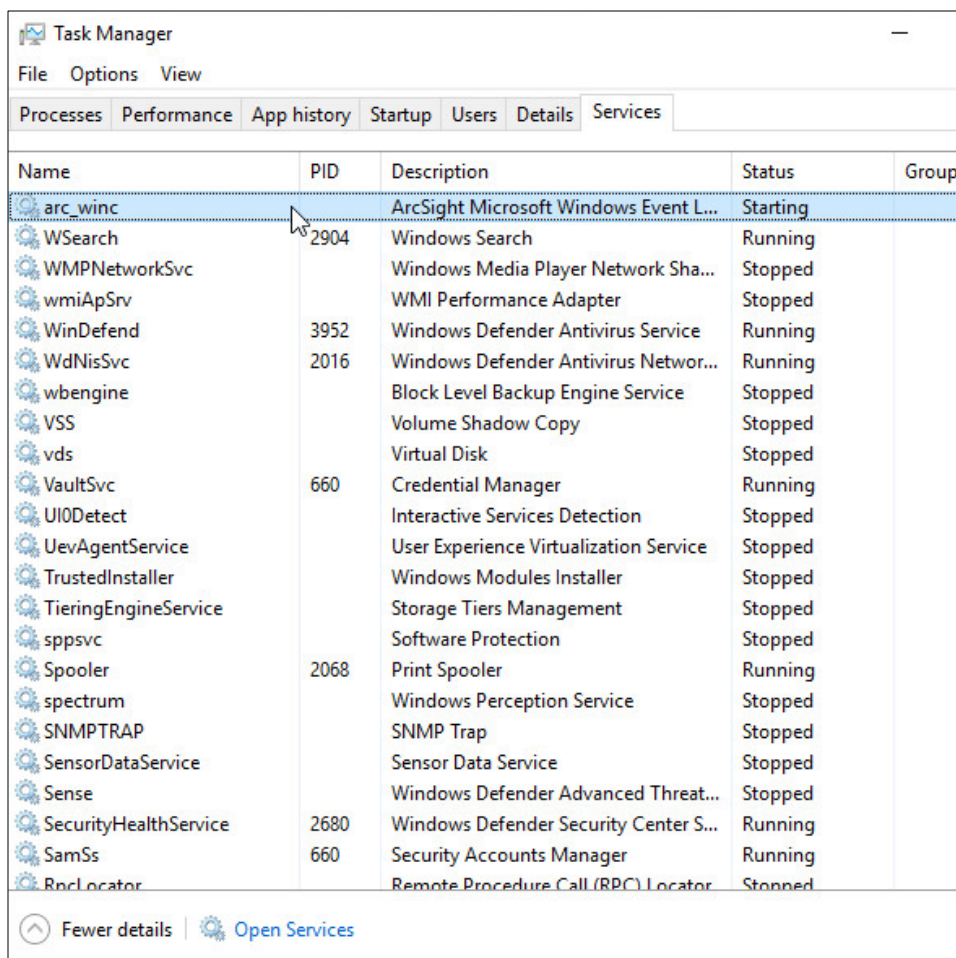 Task Manager
File Options View
Processes Performance App history Startup Users Details Services
Name PID Description Status Group
arc_winc ArcSight Microsoft Windows Event L... Starting
WSearch 2904 Windows Search Running
WMPNetworkSvc Windows Media Player Network Sha... Stopped
wmiApSrv WMI Performance Adapter Stopped
WinDefend 3952 Windows Defender Antivirus Service Running
WdNisSvc 2016 Windows Defender Antivirus Networ... Running
wbengine Block Level Backup Engine Service Stopped
VSS Volume Shadow Copy Stopped
vds Virtual Disk Stopped
VaultSvc 660 Credential Manager Running
UI0Detect Interactive Services Detection Stopped
UevAgentService User Experience Virtualization Service Stopped
TrustedInstaller Windows Modules Installer Stopped
TieringEngineService Storage Tiers Management Stopped
sppsvc Software Protection Stopped
Spooler 2068 Print Spooler Running
spectrum Windows Perception Service Stopped
SNMPTRAP SNMP Trap Stopped
SensorDataService Sensor Data Service Stopped
Sense Windows Defender Advanced Threat... Stopped
SecurityHealthService 2680 Windows Defender Security Center S... Running
SamSs 660 Security Accounts Manager Running
RpcLocator Remote Procedure Call (RPC) Locator Stopped
Fewer details Open Services